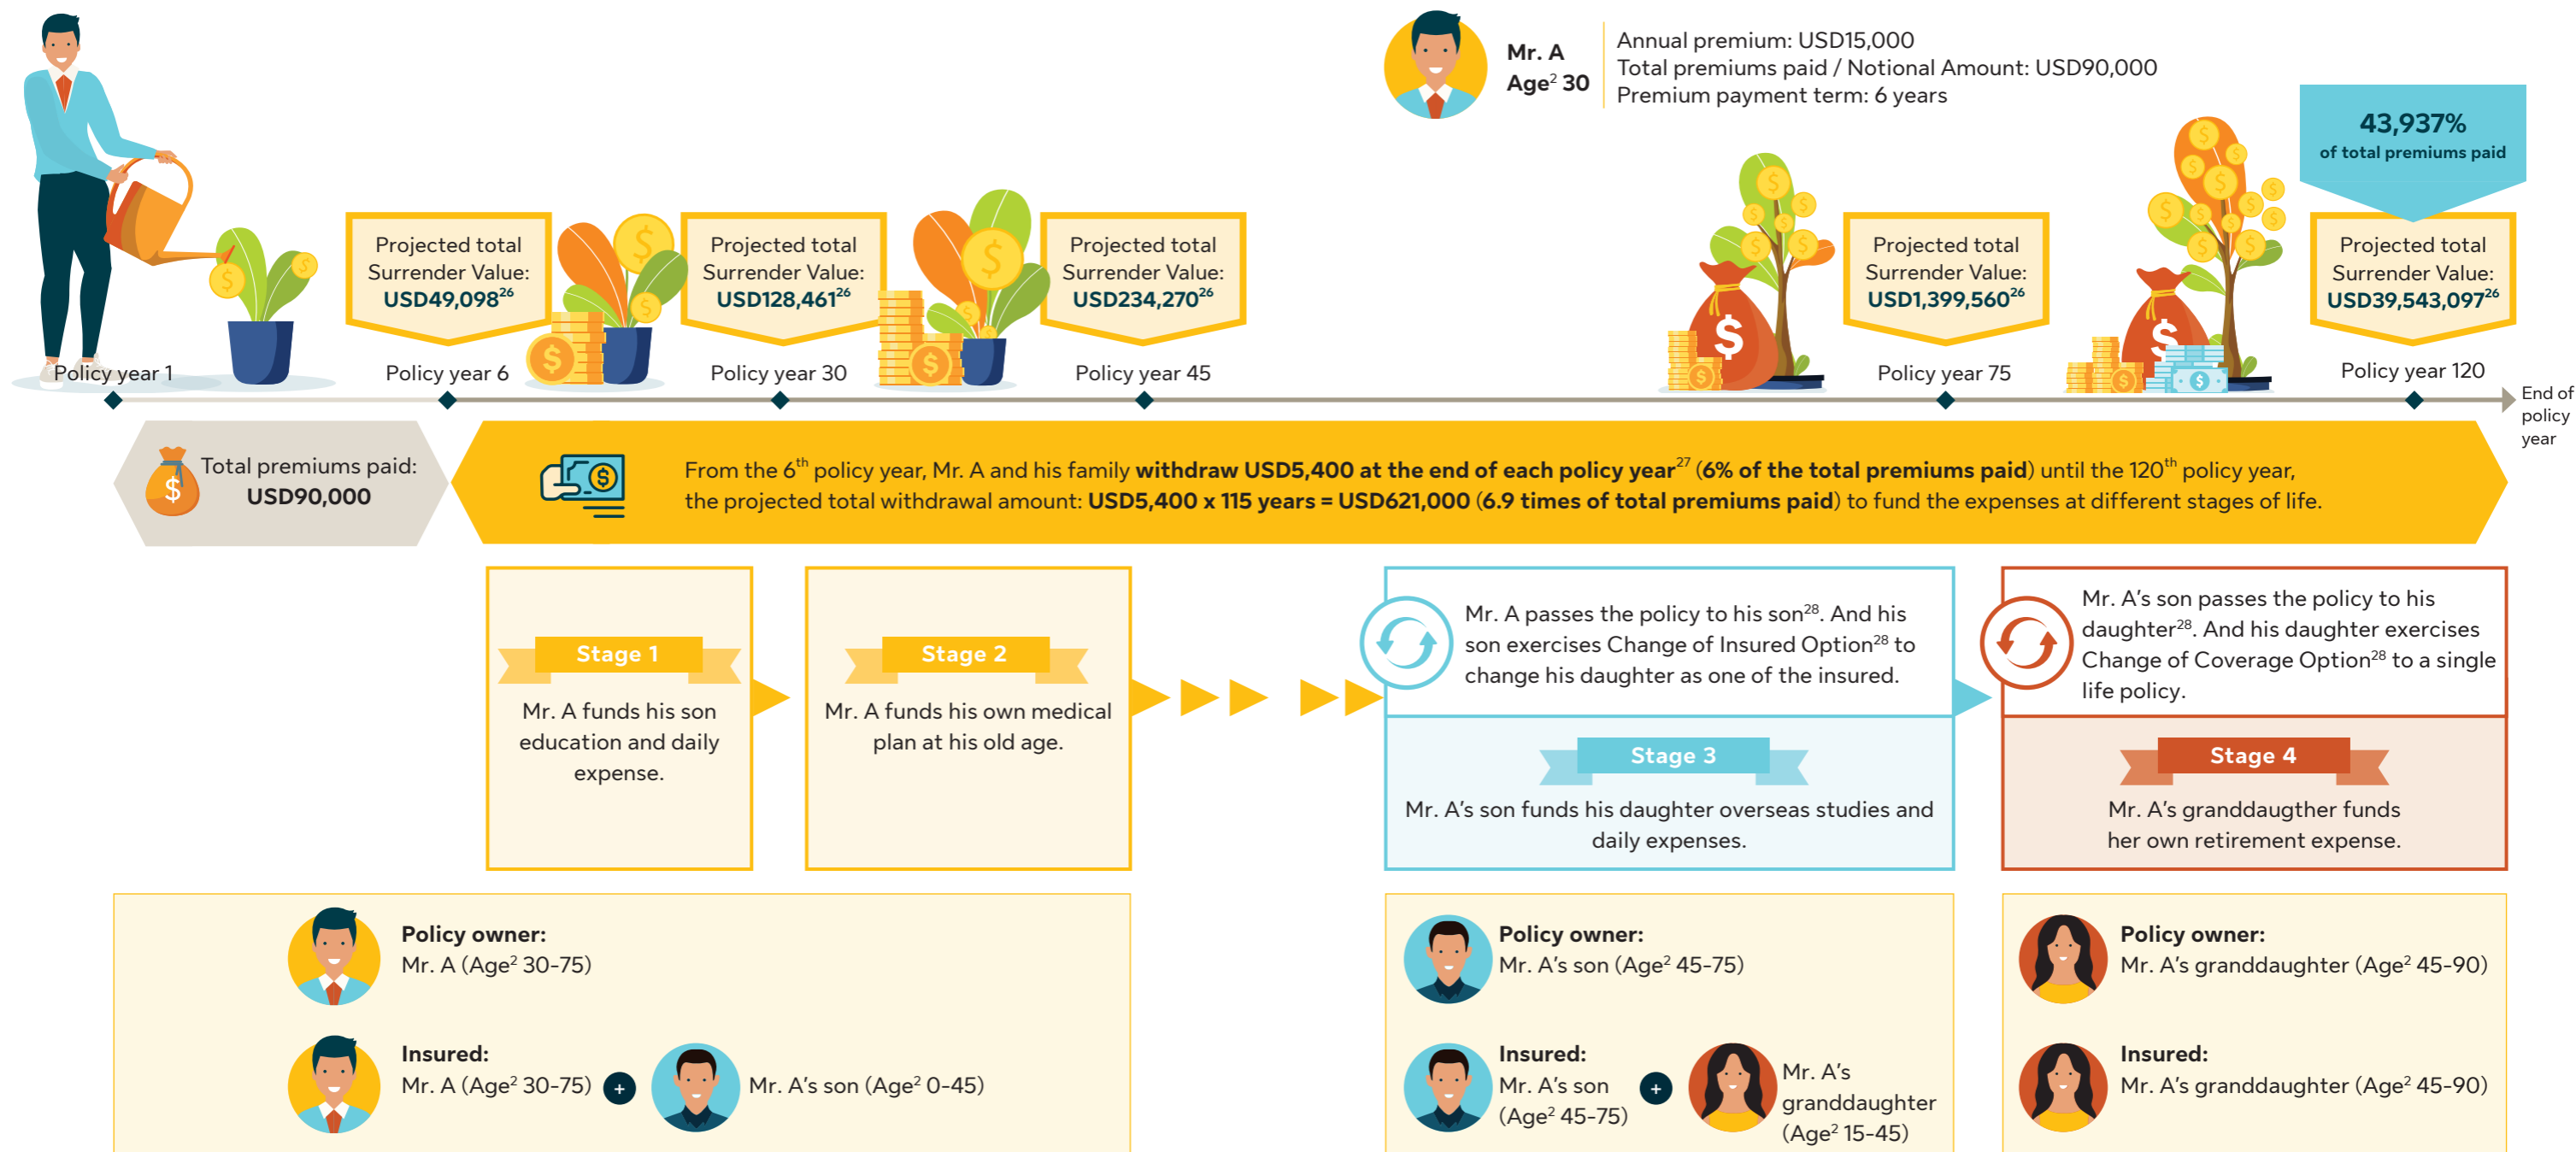 Mr. A
Age² 30
Annual premium: USD15,000
Total premiums paid / Notional Amount: USD90,000
Premium payment term: 6 years
43,937%
of total premiums paid
Projected total
Surrender Value:
USD49,098²⁶
Projected total
Surrender Value:
USD128,461²⁶
Projected total
Surrender Value:
USD234,270²⁶
Projected total
Surrender Value:
USD1,399,560²⁶
Projected total
Surrender Value:
USD39,543,097²⁶
Policy year 1
Policy year 6
Policy year 30
Policy year 45
Policy year 75
Policy year 120
End of
policy
year
Total premiums paid:
USD90,000
From the 6th policy year, Mr. A and his family withdraw USD5,400 at the end of each policy year²⁷ (6% of the total premiums paid) until the 120th policy year,
the projected total withdrawal amount: USD5,400 x 115 years = USD621,000 (6.9 times of total premiums paid) to fund the expenses at different stages of life.
Stage 1
Mr. A funds his son
education and daily
expense.
Stage 2
Mr. A funds his own medical
plan at his old age.
Mr. A passes the policy to his son²⁸. And his
son exercises Change of Insured Option²⁸ to
change his daughter as one of the insured.
Stage 3
Mr. A's son funds his daughter overseas studies and
daily expenses.
Mr. A's son passes the policy to his
daughter²⁸. And his daughter exercises
Change of Coverage Option²⁸ to a single
life policy.
Stage 4
Mr. A's granddaugther funds
her own retirement expense.
Policy owner:
Mr. A (Age² 30-75)
Insured:
Mr. A (Age² 30-75)
+
Mr. A's son (Age² 0-45)
Policy owner:
Mr. A's son (Age² 45-75)
Insured:
Mr. A's son
(Age² 45-75)
+
Mr. A's
granddaughter
(Age² 15-45)
Policy owner:
Mr. A's granddaughter (Age² 45-90)
Insured:
Mr. A's granddaughter (Age² 45-90)